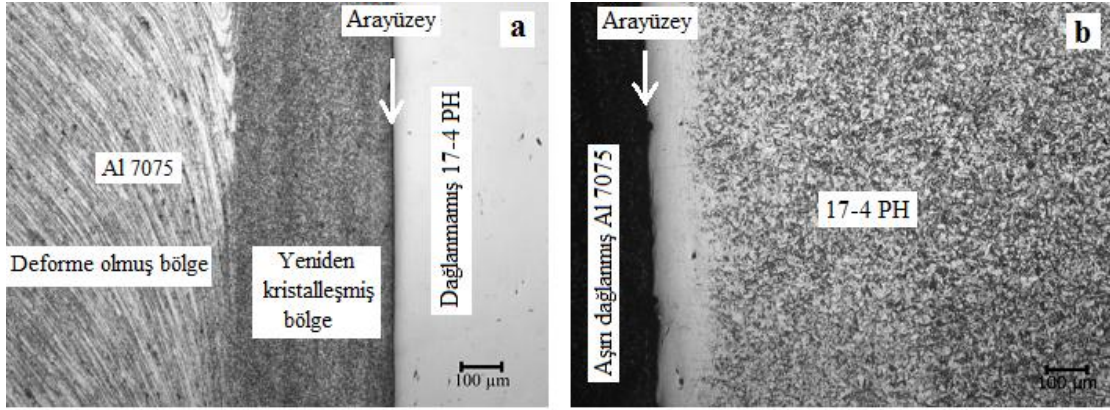 Arayüzey
a
Al 7075
Deforme olmuş bölge
Yeniden
kristalleşmiş
bölge
Dağlanmamış 17-4 PH
100 µm
Arayüzey
b
Aşırı dağlanmış Al 7075
17-4 PH
100 µm